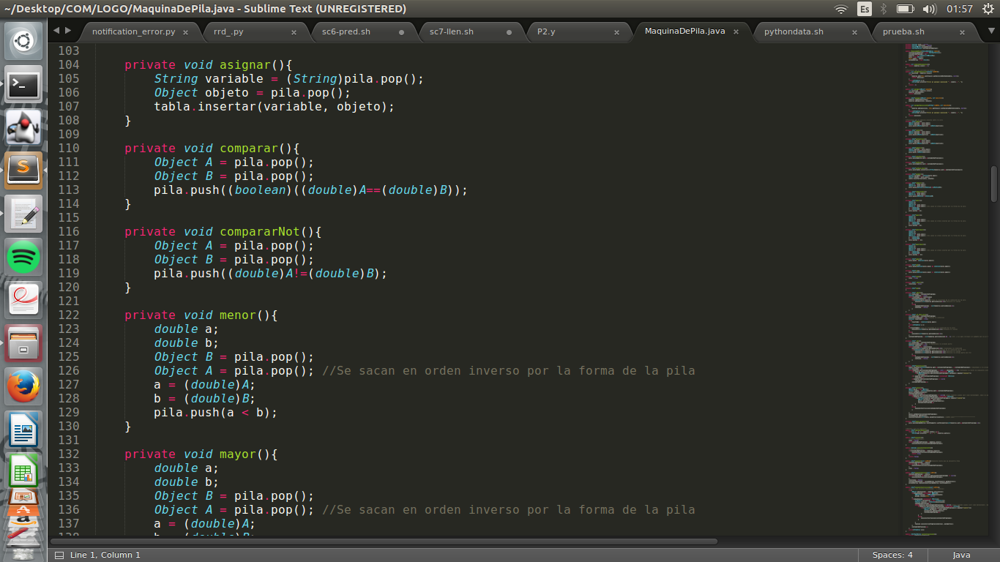 ~/Desktop/COM/LOGO/MaquinaDePila.java - Sublime Text (UNREGISTERED)
Es
01:57
notification_error.py
rrd_.py
sc6-pred.sh
sc7-llen.sh
P2.y
MaquinaDePila.java
pythondata.sh
prueba.sh
103
104 private void asignar(){
105 String variable = (String)pila.pop();
106 Object objeto = pila.pop();
107 tabla.insertar(variable, objeto);
108 }
109
110 private void comparar(){
111 Object A = pila.pop();
112 Object B = pila.pop();
113 pila.push((boolean)((double)A==(double)B));
114 }
115
116 private void compararNot(){
117 Object A = pila.pop();
118 Object B = pila.pop();
119 pila.push((double)A!=(double)B);
120 }
121
122 private void menor(){
123 double a;
124 double b;
125 Object B = pila.pop();
126 Object A = pila.pop(); //Se sacan en orden inverso por la forma de la pila
127 a = (double)A;
128 b = (double)B;
129 pila.push(a < b);
130 }
131
132 private void mayor(){
133 double a;
134 double b;
135 Object B = pila.pop();
136 Object A = pila.pop(); //Se sacan en orden inverso por la forma de la pila
137 a = (double)A;
138 b = (double)B;
Line 1, Column 1
Spaces: 4
Java